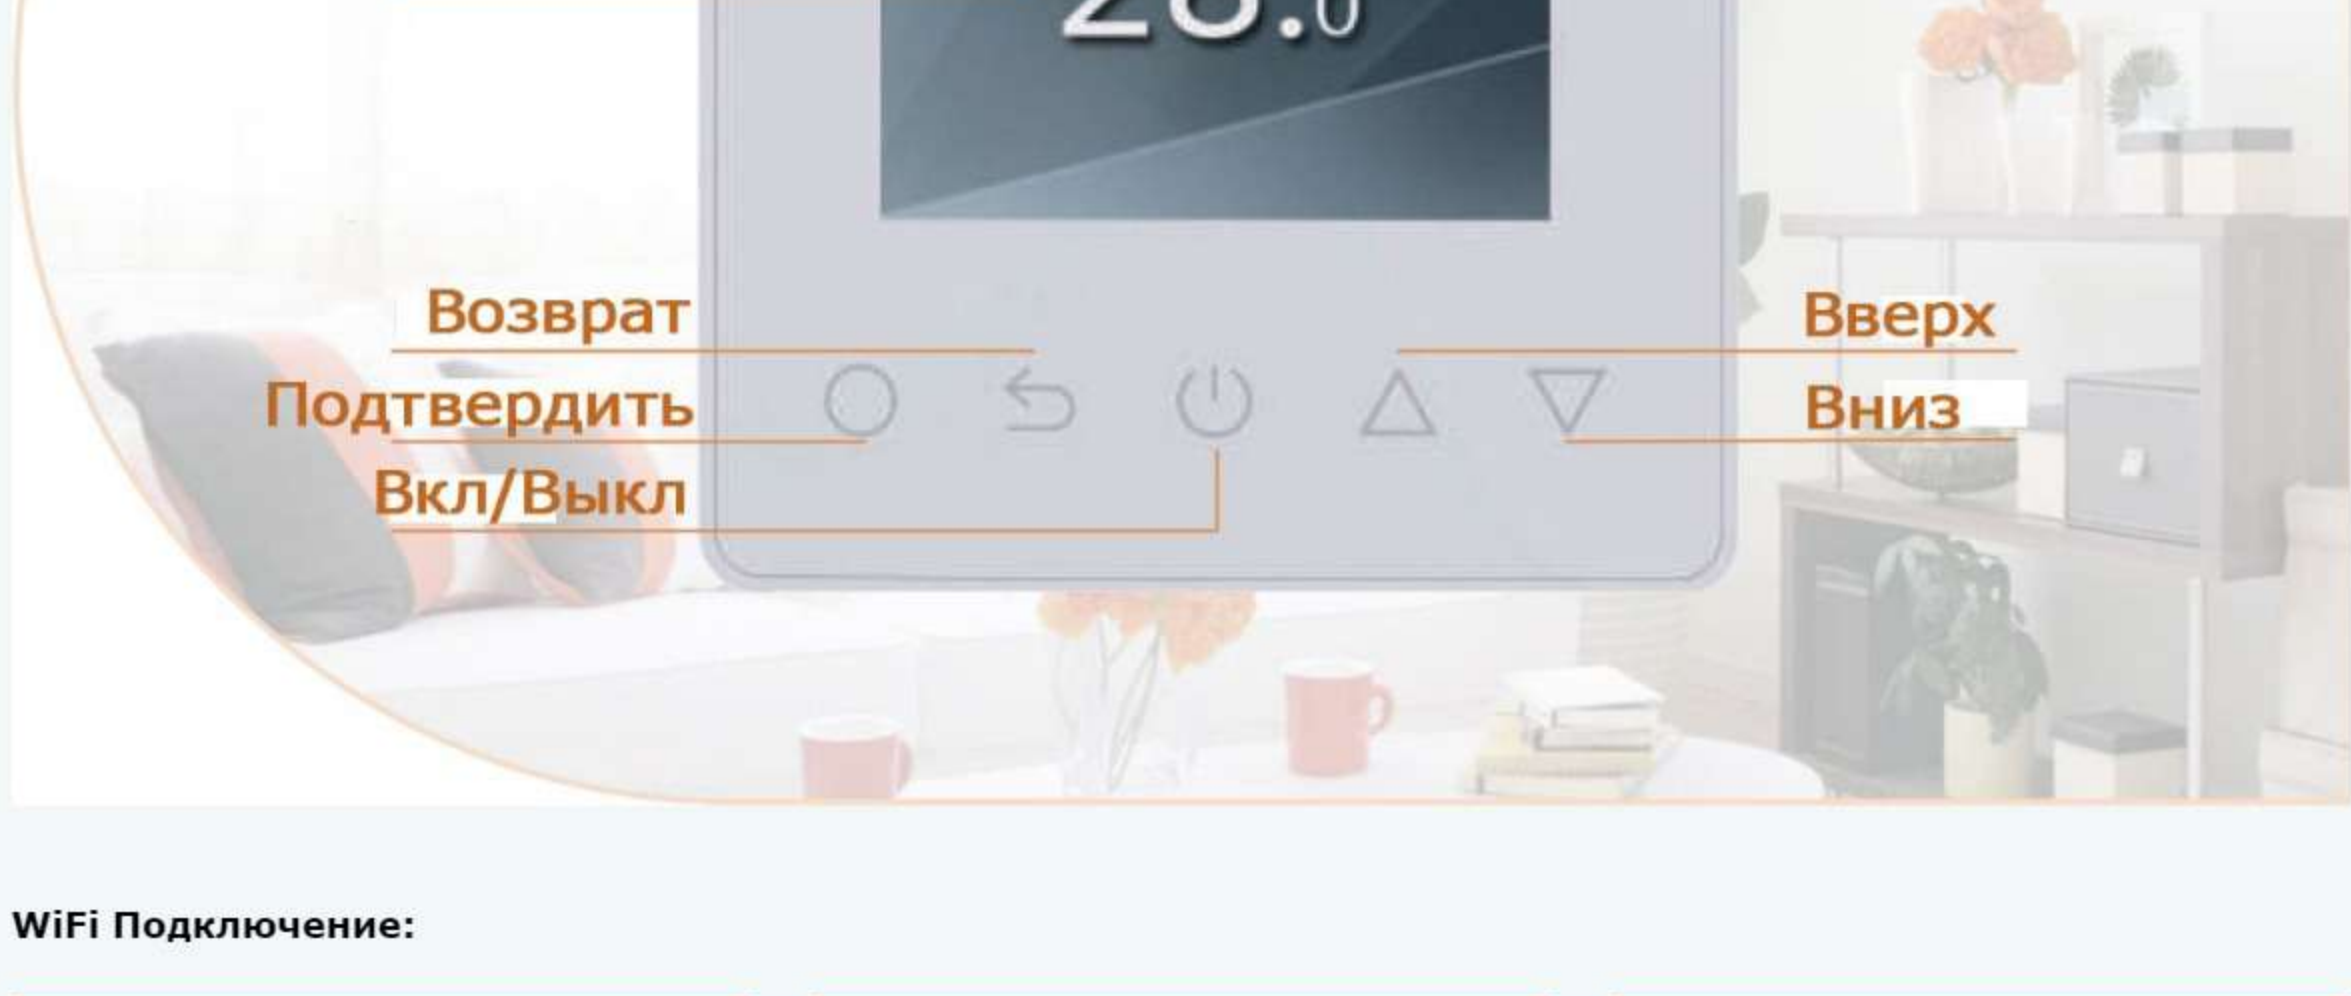 Возврат
Вверх
Подтвердить
Вниз
Вкл/Выкл
WiFi Подключение: